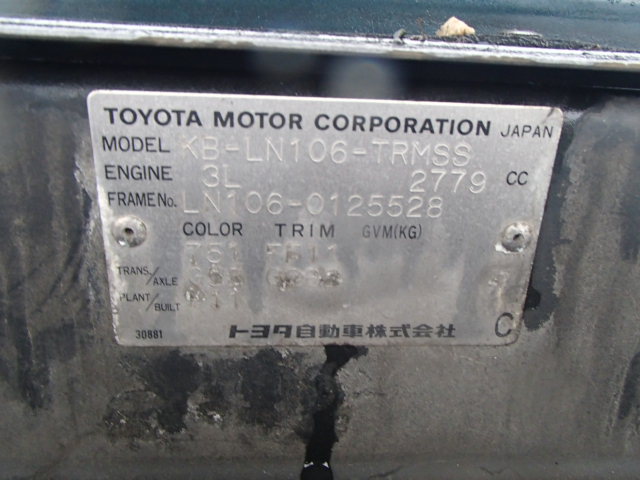 TOYOTA MOTOR CORPORATION JAPAN
MODEL KB-LN106-TRMSS
ENGINE 3L 2779 CC
FRAME No. LN106-0125528
COLOR TRIM GVM(KG)
751
TRANS./AXLE
PLANT/BUILT
30881 トヨタ自動車株式会社 C